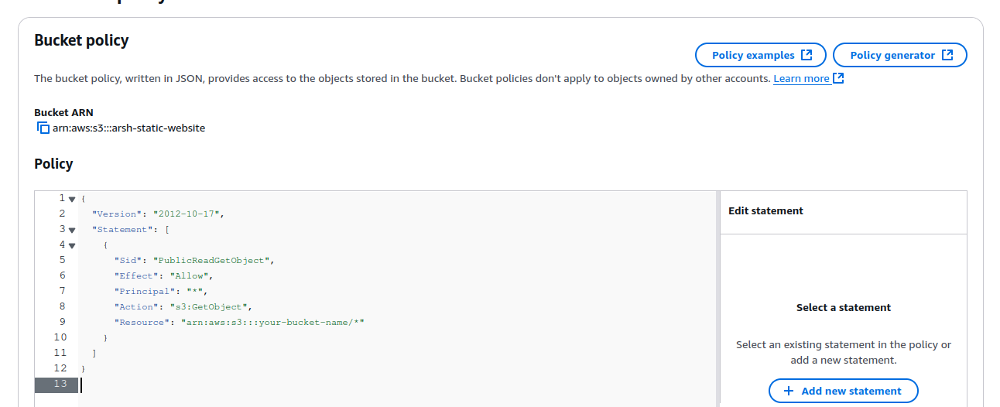 Bucket policy
Policy examples
Policy generator
The bucket policy, written in JSON, provides access to the objects stored in the bucket. Bucket policies don't apply to objects owned by other accounts. Learn more
Bucket ARN
arn:aws:s3:::arsh-static-website
Policy
1 {
2 "Version": "2012-10-17",
3 "Statement": [
4 {
5 "Sid": "PublicReadGetObject",
6 "Effect": "Allow",
7 "Principal": "*",
8 "Action": "s3:GetObject",
9 "Resource": "arn:aws:s3:::your-bucket-name/*"
10 }
11 ]
12 }
13
Edit statement
Select a statement
Select an existing statement in the policy or
add a new statement.
+ Add new statement